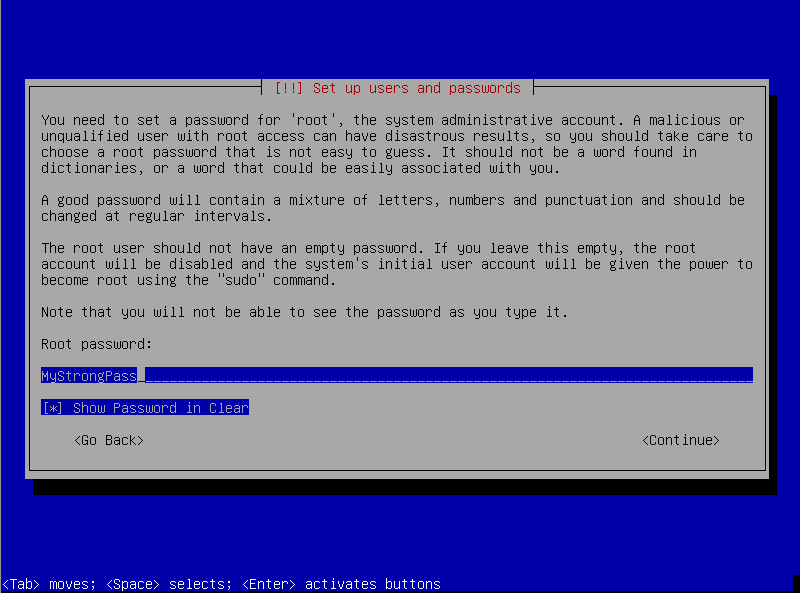 [!!] Set up users and passwords
You need to set a password for 'root', the system administrative account. A malicious or
unqualified user with root access can have disastrous results, so you should take care to
choose a root password that is not easy to guess. It should not be a word found in
dictionaries, or a word that could be easily associated with you.
A good password will contain a mixture of letters, numbers and punctuation and should be
changed at regular intervals.
The root user should not have an empty password. If you leave this empty, the root
account will be disabled and the system's initial user account will be given the power to
become root using the "sudo" command.
Note that you will not be able to see the password as you type it.
Root password:
MyStrongPass
[*] Show Password in Clear
<Go Back> <Continue>
<Tab> moves; <Space> selects; <Enter> activates buttons